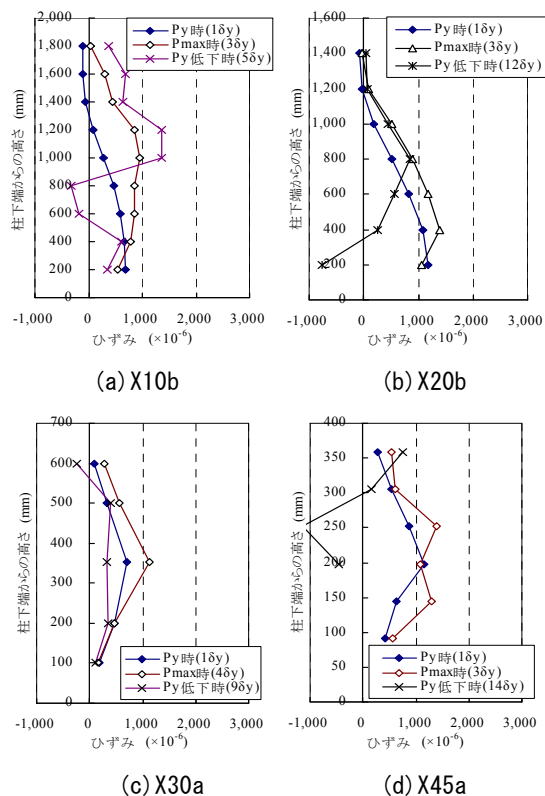 2,000
1,800
1,600
1,400
1,200
1,000
800
600
400
200
0
柱下端からの高さ (mm)
Py時(1δy)
Pmax時(3δy)
Py低下時(5δy)
-1,000 0 1,000 2,000 3,000
ひずみ (×10⁻⁶)
(a) X10b
1,600
1,400
1,200
1,000
800
600
400
200
0
柱下端からの高さ (mm)
Py時(1δy)
Pmax時(3δy)
Py低下時(12δy)
-1,000 0 1,000 2,000 3,000
ひずみ (×10⁻⁶)
(b) X20b
700
600
500
400
300
200
100
0
柱下端からの高さ (mm)
Py時(1δy)
Pmax時(4δy)
Py低下時(9δy)
-1,000 0 1,000 2,000 3,000
ひずみ (×10⁻⁶)
(c) X30a
400
350
300
250
200
150
100
50
0
柱下端からの高さ (mm)
Py時(1δy)
Pmax時(3δy)
Py低下時(14δy)
-1,000 0 1,000 2,000 3,000
ひずみ (×10⁻⁶)
(d) X45a